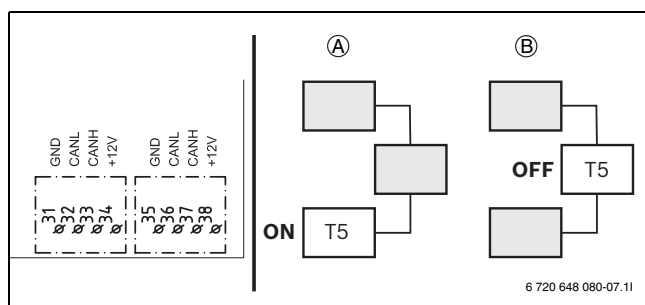 GND
CANL
CANH
+12V
GND
CANL
CANH
+12V
31
32
33
34
35
36
37
38
A
B
OFF T5
ON T5
6 720 648 080-07.1I